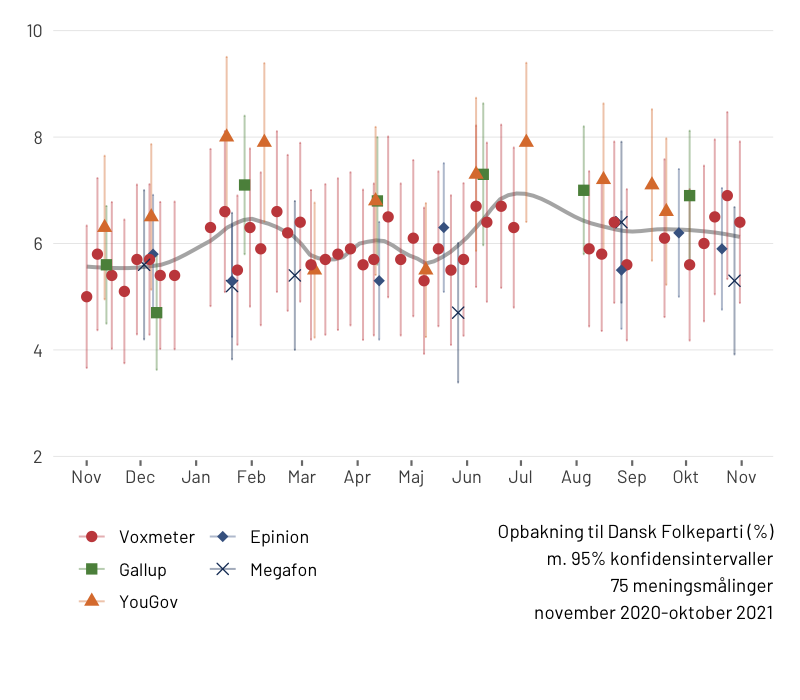 10
8
6
4
2
Nov Dec Jan Feb Mar Apr Maj Jun Jul Aug Sep Okt Nov
Voxmeter Epinion
Gallup Megafon
YouGov
Opbakning til Dansk Folkeparti (%)
m. 95% konfidensintervaller
75 meningsmålinger
november 2020-oktober 2021